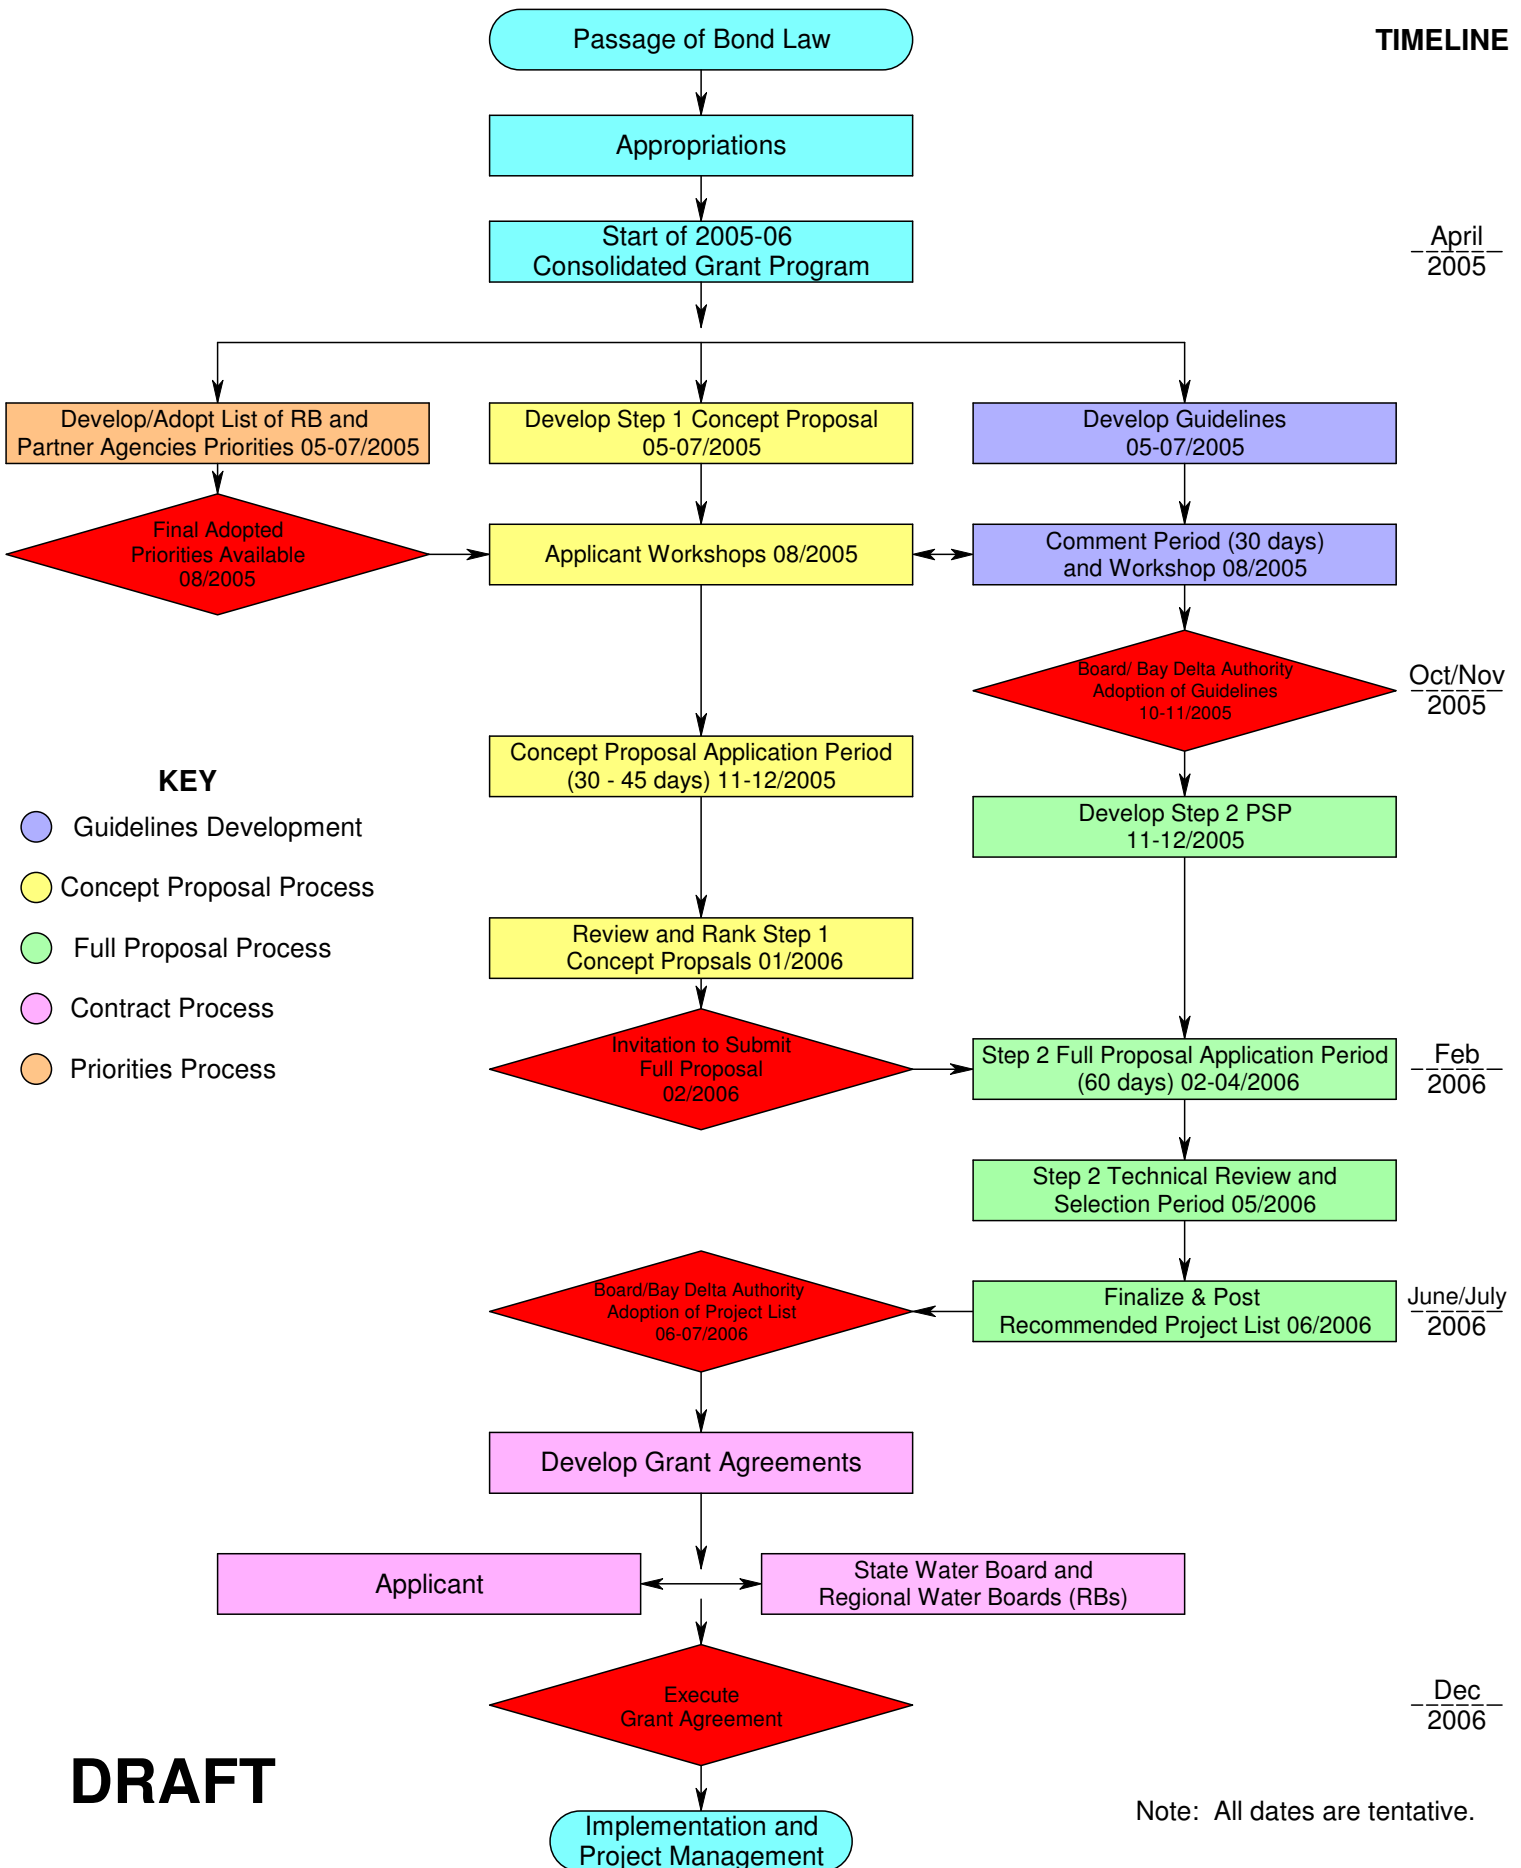 Passage of Bond Law
TIMELINE
Appropriations
Start of 2005-06
Consolidated Grant Program
April
2005
Develop/Adopt List of RB and
Partner Agencies Priorities 05-07/2005
Develop Step 1 Concept Proposal
05-07/2005
Develop Guidelines
05-07/2005
Final Adopted
Priorities Available
08/2005
Applicant Workshops 08/2005
Comment Period (30 days)
and Workshop 08/2005
Board/ Bay Delta Authority
Adoption of Guidelines
10-11/2005
Oct/Nov
2005
Concept Proposal Application Period
(30 - 45 days) 11-12/2005
Develop Step 2 PSP
11-12/2005
KEY
Guidelines Development
Concept Proposal Process
Full Proposal Process
Contract Process
Priorities Process
Review and Rank Step 1
Concept Propsals 01/2006
Invitation to Submit
Full Proposal
02/2006
Step 2 Full Proposal Application Period
(60 days) 02-04/2006
Feb
2006
Step 2 Technical Review and
Selection Period 05/2006
Board/Bay Delta Authority
Adoption of Project List
06-07/2006
Finalize & Post
Recommended Project List 06/2006
June/July
2006
Develop Grant Agreements
Applicant
State Water Board and
Regional Water Boards (RBs)
Execute
Grant Agreement
Dec
2006
DRAFT
Note: All dates are tentative.
Implementation and
Project Management